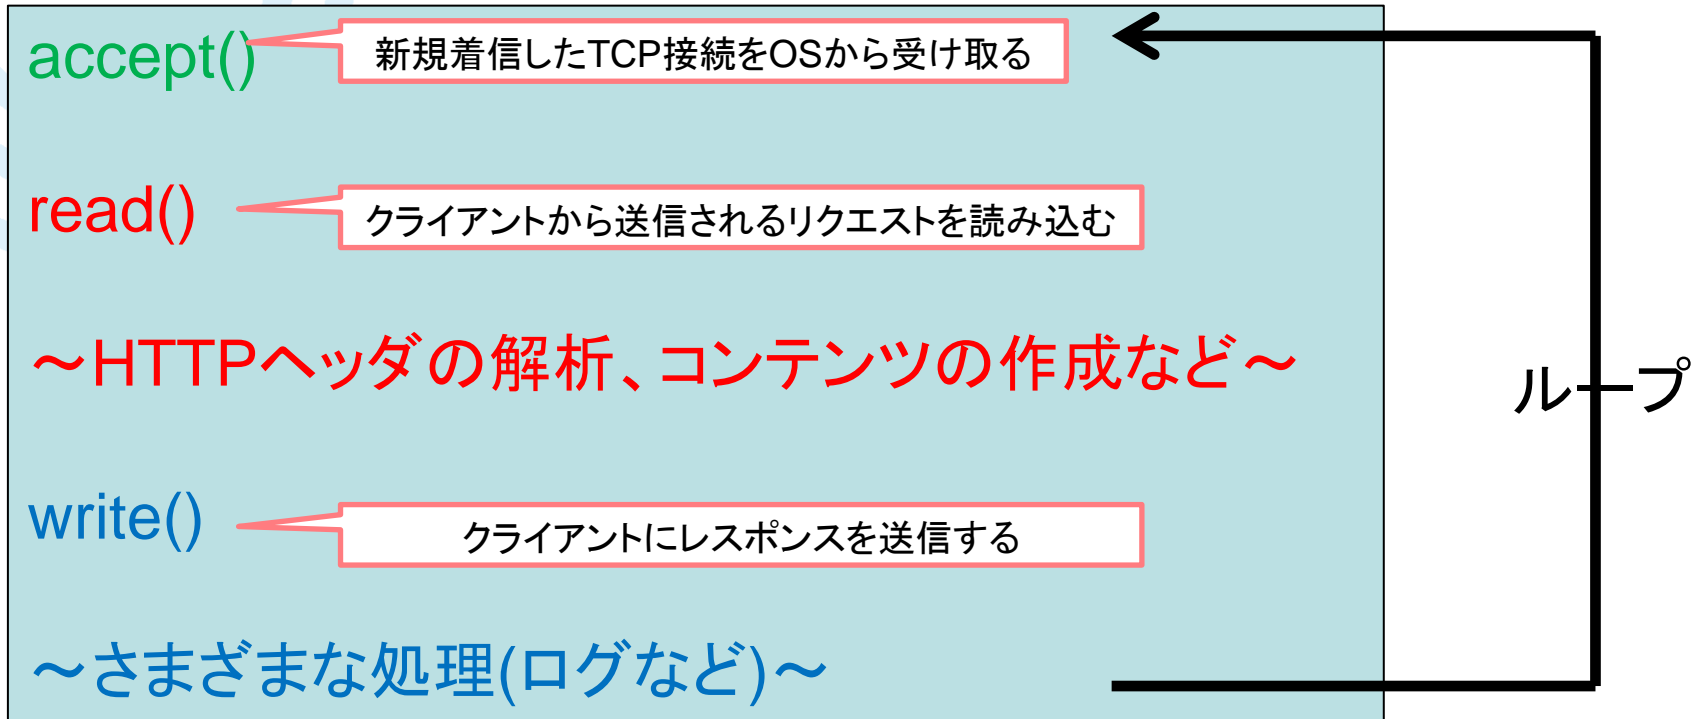 accept()
新規着信したTCP接続をOSから受け取る
read()
クライアントから送信されるリクエストを読み込む
～HTTPヘッダの解析、コンテンツの作成など～
ループ
write()
クライアントにレスポンスを送信する
～さまざまな処理(ログなど)～